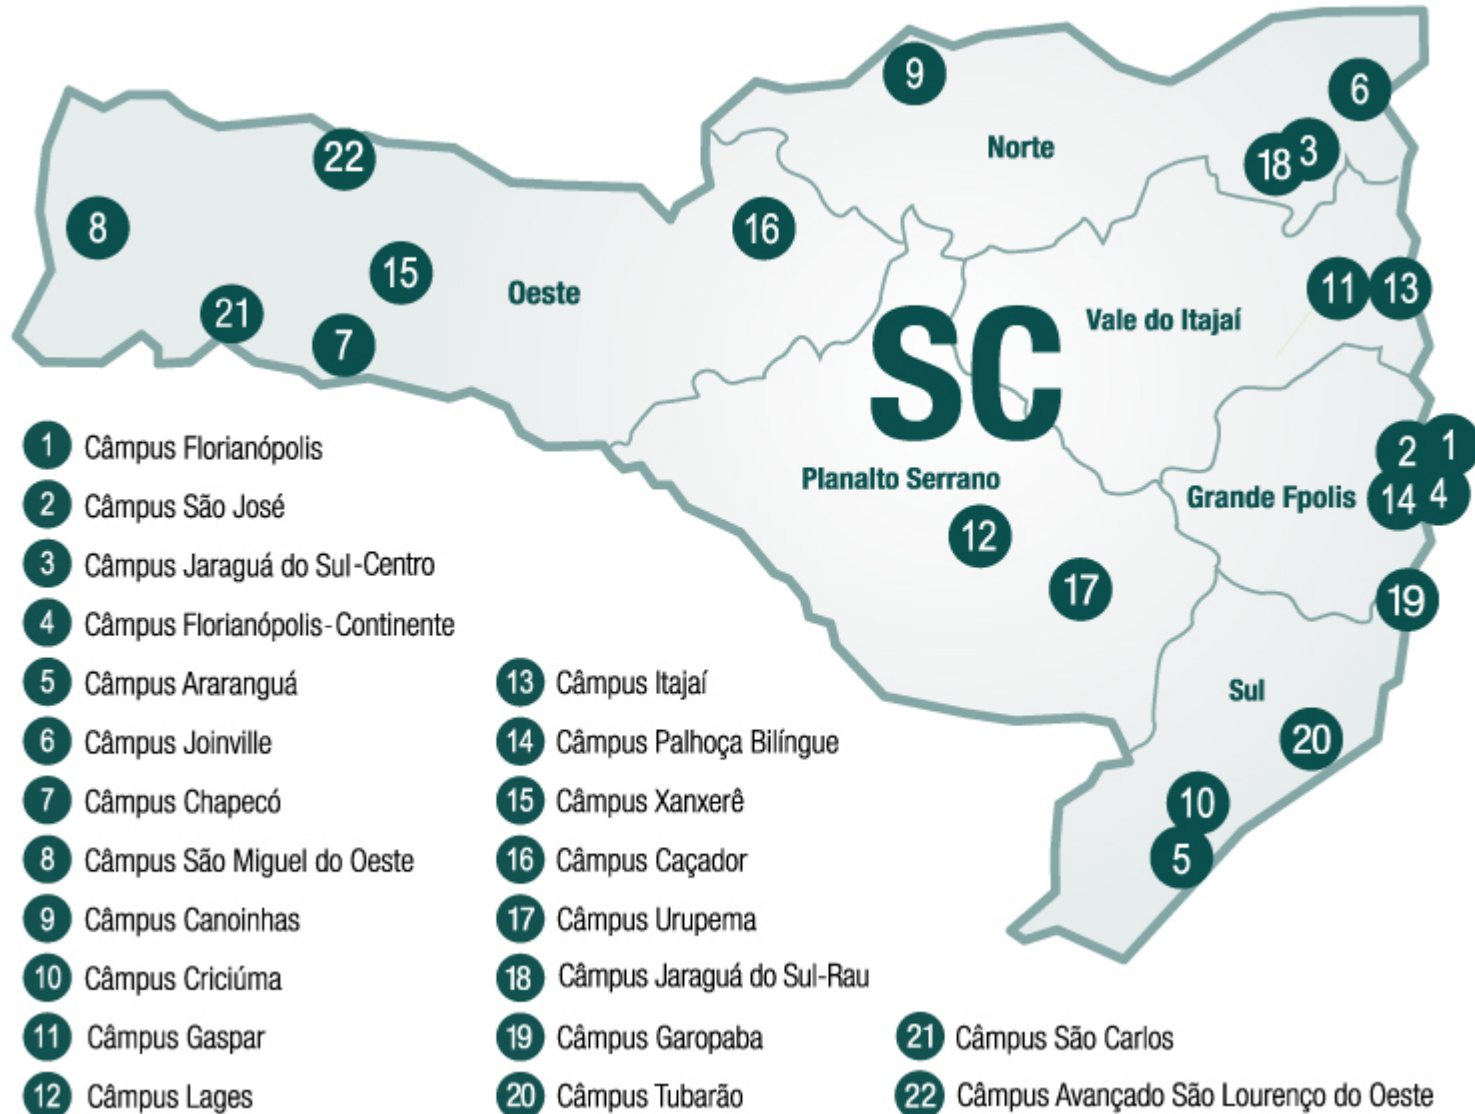 9
6
Norte
22
18 3
8
16
15
Oeste
11 13
21
SC
Vale do Itajaí
7
2 1
Planalto Serrano
Grande Fpolis
14 4
12
17
19
Sul
20
10
5
1 Câmpus Florianópolis
2 Câmpus São José
3 Câmpus Jaraguá do Sul-Centro
4 Câmpus Florianópolis-Continente
5 Câmpus Araranguá
6 Câmpus Joinville
7 Câmpus Chapecó
8 Câmpus São Miguel do Oeste
9 Câmpus Canoinhas
10 Câmpus Criciúma
11 Câmpus Gaspar
12 Câmpus Lages
13 Câmpus Itajaí
14 Câmpus Palhoça Bilíngue
15 Câmpus Xanxerê
16 Câmpus Caçador
17 Câmpus Urupema
18 Câmpus Jaraguá do Sul-Rau
19 Câmpus Garopaba
20 Câmpus Tubarão
21 Câmpus São Carlos
22 Câmpus Avançado São Lourenço do Oeste